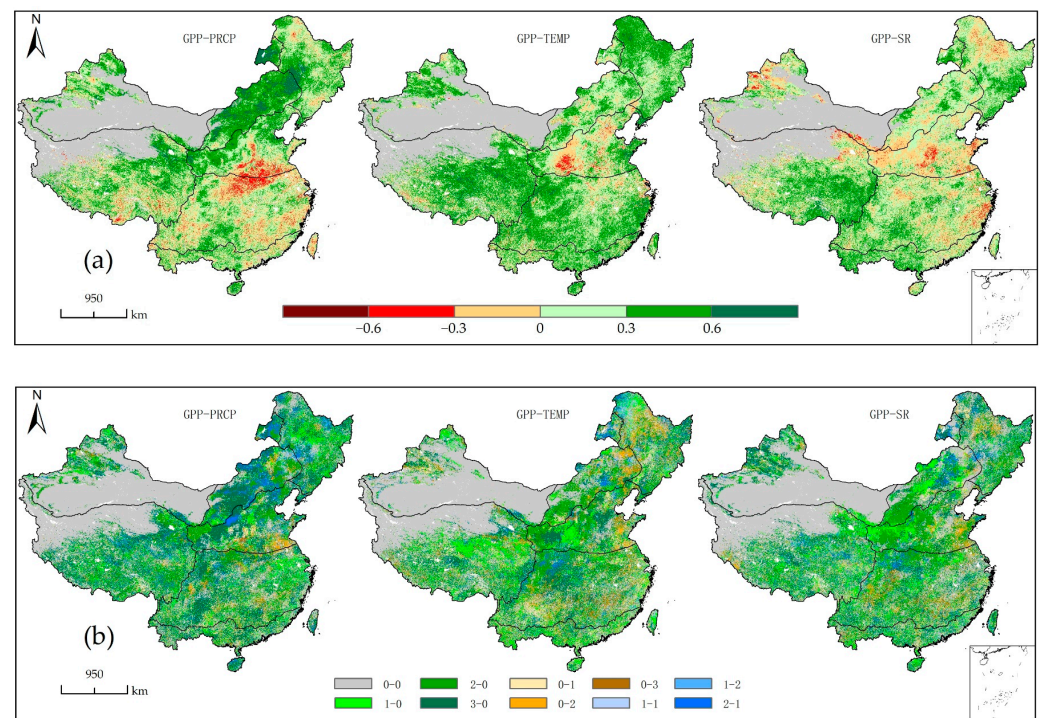 N
GPP-PRCP GPP-TEMP GPP-SR
(a)
950
km
−0.6 −0.3 0 0.3 0.6
N
GPP-PRCP GPP-TEMP GPP-SR
(b)
950
km
0-0 2-0 0-1 0-3 1-2
1-0 3-0 0-2 1-1 2-1